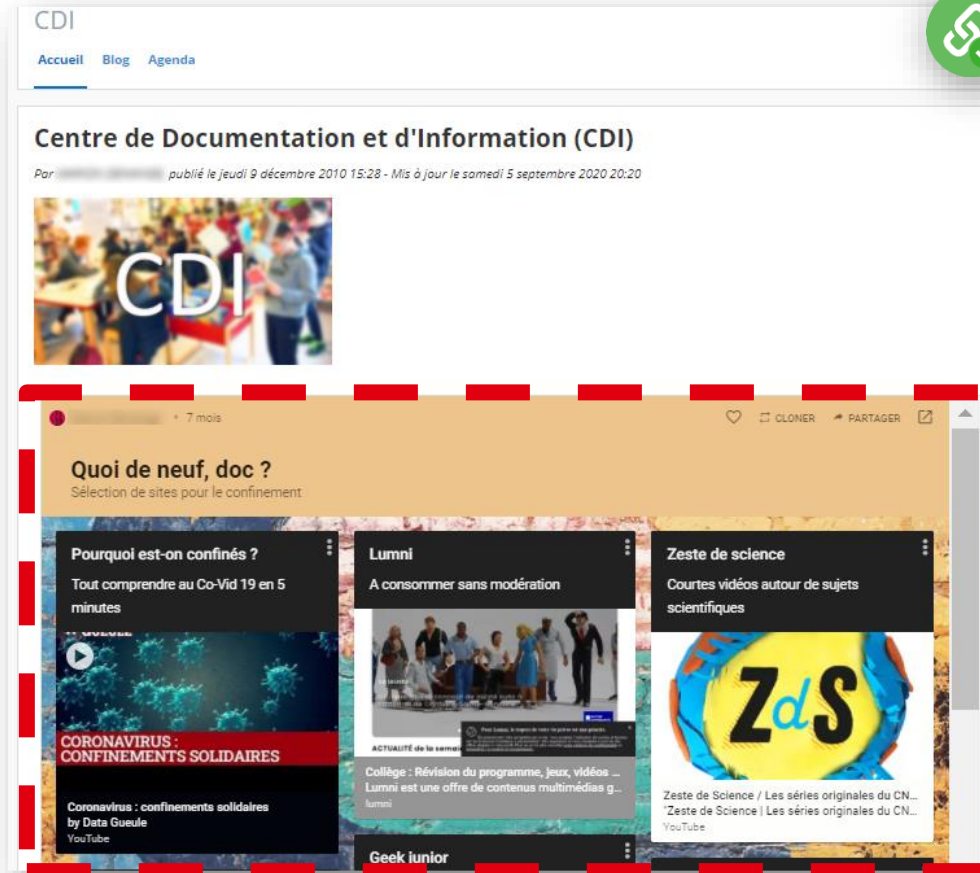 CDI
Accueil Blog Agenda
Centre de Documentation et d'Information (CDI)
Par publié le jeudi 9 décembre 2010 15:28 - Mis à jour le samedi 5 septembre 2020 20:20
CDI
• 7 mois
CLONER PARTAGER
Quoi de neuf, doc ?
Sélection de sites pour le confinement
Pourquoi est-on confinés ?
Tout comprendre au Co-Vid 19 en 5
minutes
CORONAVIRUS :
CONFINEMENTS SOLIDAIRES
Coronavirus : confinements solidaires
by Data Gueule
YouTube
Lumni
A consommer sans modération
ACTUALITÉ de la semai
Collège : Révision du programme, jeux, vidéos ...
Lumni est une offre de contenus multimédias g...
lumni
Geek junior
Zeste de science
Courtes vidéos autour de sujets
scientifiques
ZdS
Zeste de Science / Les séries originales du CN...
"Zeste de Science | Les séries originales du CN...
YouTube